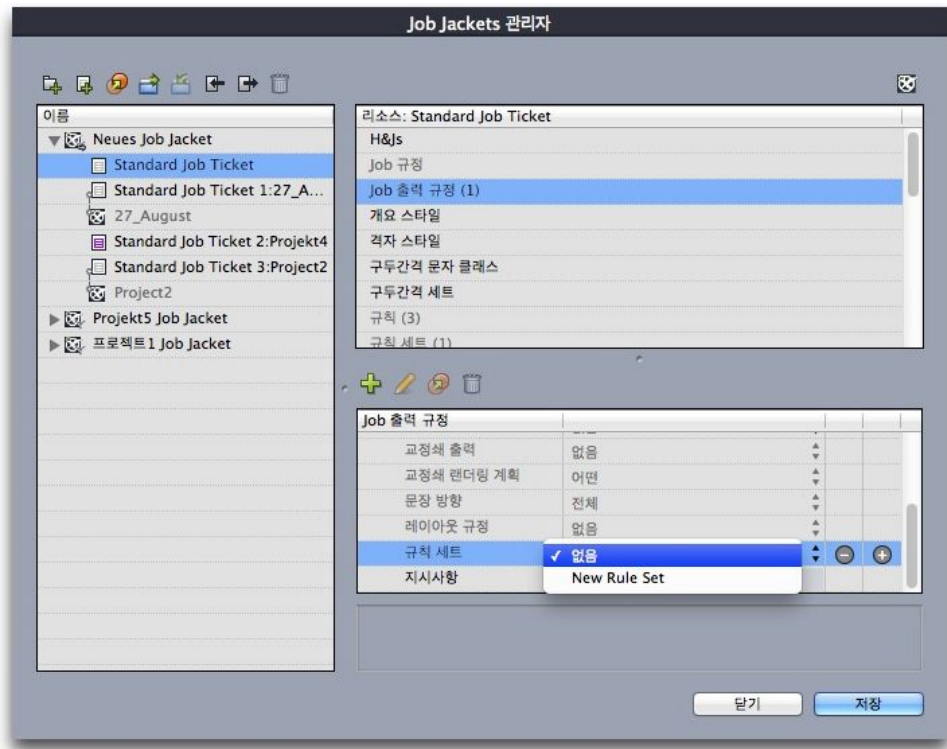 Job Jackets 관리자
이름
Neues Job Jacket
Standard Job Ticket
Standard Job Ticket 1:27_A...
27_August
Standard Job Ticket 2:Projekt4
Standard Job Ticket 3:Project2
Project2
Projekt5 Job Jacket
프로젝트1 Job Jacket
리소스: Standard Job Ticket
H&Js
Job 규정
Job 출력 규정 (1)
개요 스타일
격자 스타일
구두간격 문자 클래스
구두간격 세트
규칙 (3)
규칙 세트 (1)
Job 출력 규정
교정쇄 출력 없음
교정쇄 랜더링 계획 어떤
문장 방향 전체
레이아웃 규정 없음
규칙 세트 ✓ 없음
지시사항 New Rule Set
닫기 저장